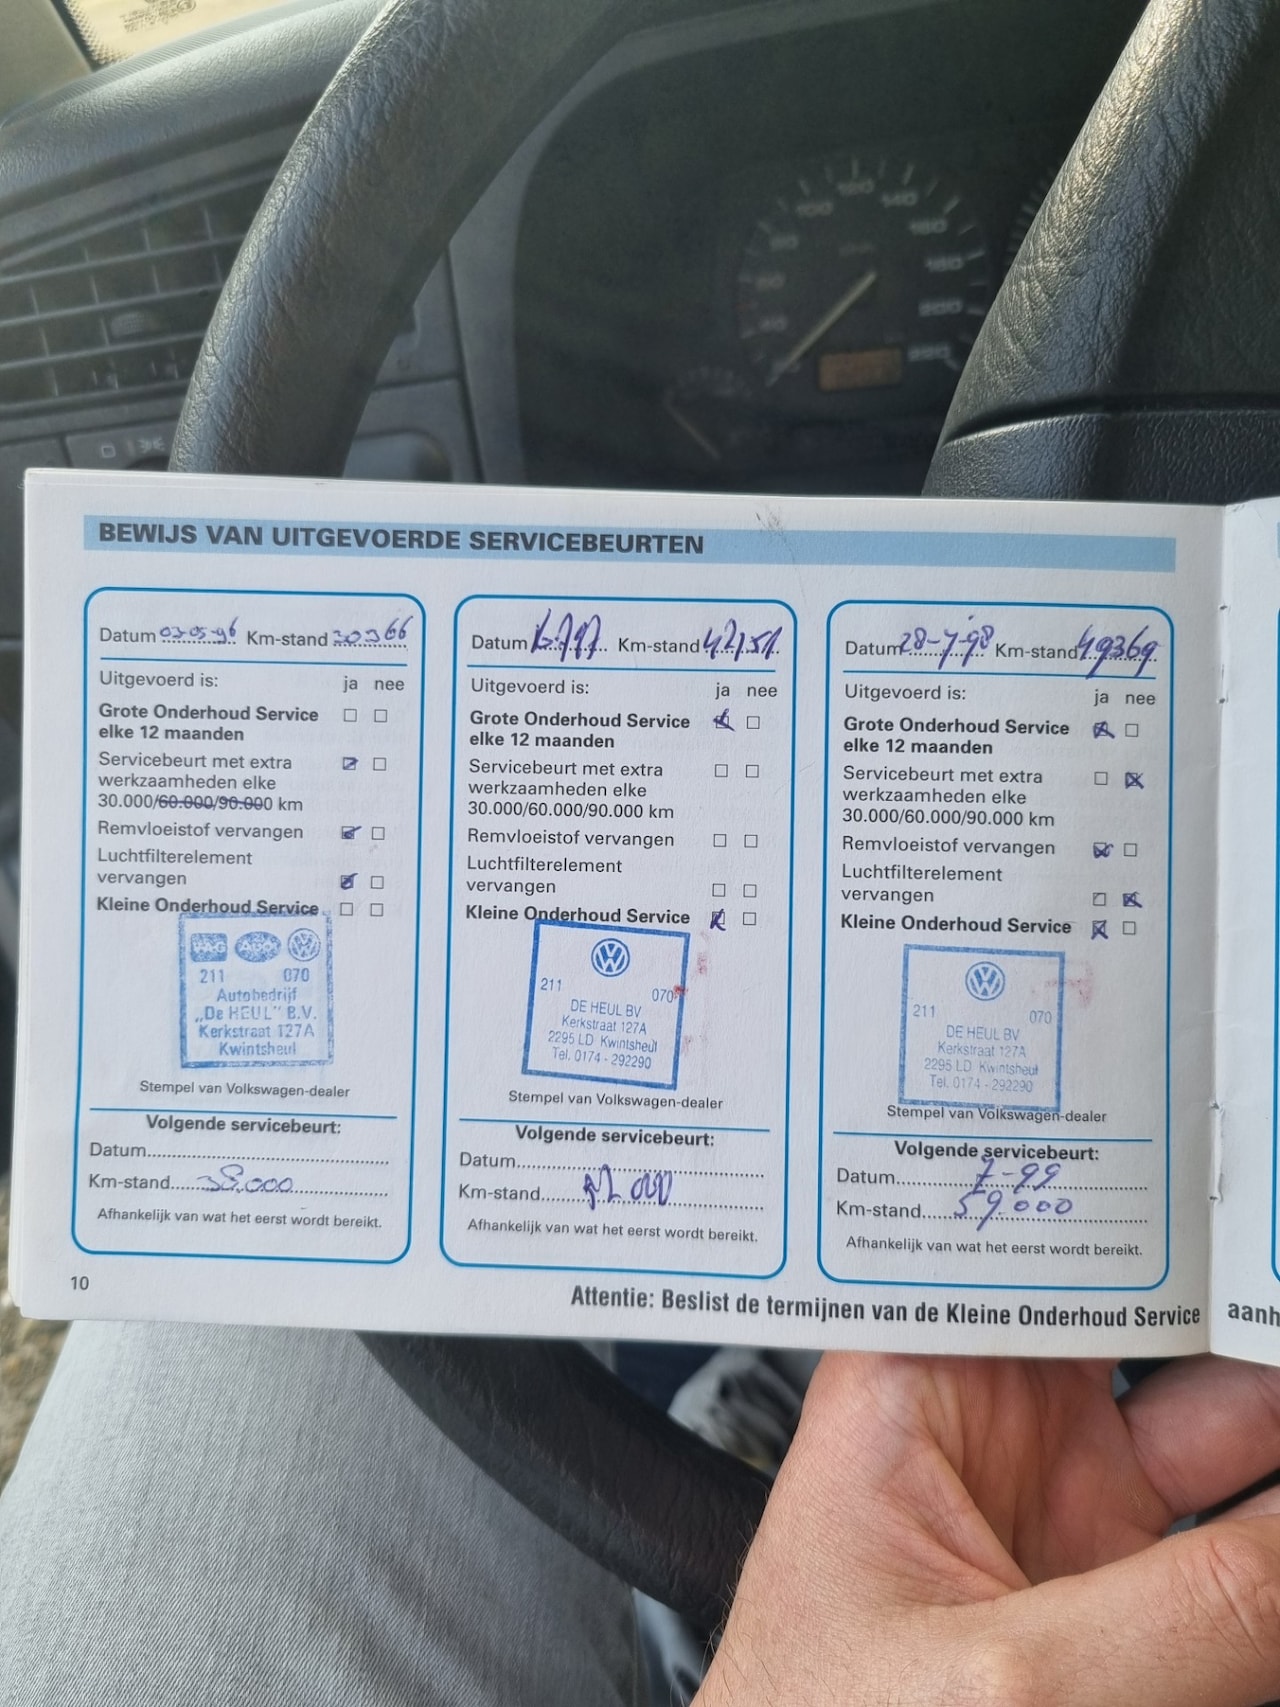 BEWIJS VAN UITGEVOERDE SERVICEBEURTEN
Datum 03-05-96 Km-stand
Uitgevoerd is: ja nee
Grote Onderhoud Service
elke 12 maanden
Servicebeurt met extra
werkzaamheden elke
30.000/60.000/90.000 km
Remvloeistof vervangen
Luchtfilterelement
vervangen
Kleine Onderhoud Service
VAG Audi VW
211 070
Autobedrijf
„De HEUL" B.V.
Kerkstraat 127A
Kwintsheul
Stempel van Volkswagen-dealer
Volgende servicebeurt:
Datum
Km-stand 38.000
Afhankelijk van wat het eerst wordt bereikt.
10
Datum Km-stand 42151
Uitgevoerd is: ja nee
Grote Onderhoud Service
elke 12 maanden
Servicebeurt met extra
werkzaamheden elke
30.000/60.000/90.000 km
Remvloeistof vervangen
Luchtfilterelement
vervangen
Kleine Onderhoud Service
VW
211 070
DE HEUL BV
Kerkstraat 127A
2295 LD Kwintsheul
Tel. 0174 - 292290
Stempel van Volkswagen-dealer
Volgende servicebeurt:
Datum
Km-stand
Afhankelijk van wat het eerst wordt bereikt.
Datum 28-7-98 Km-stand 49369
Uitgevoerd is: ja nee
Grote Onderhoud Service
elke 12 maanden
Servicebeurt met extra
werkzaamheden elke
30.000/60.000/90.000 km
Remvloeistof vervangen
Luchtfilterelement
vervangen
Kleine Onderhoud Service
VW
211 070
DE HEUL BV
Kerkstraat 127A
2295 LD Kwintsheul
Tel. 0174 - 292290
Stempel van Volkswagen-dealer
Volgende servicebeurt:
Datum 7-99
Km-stand 59.000
Afhankelijk van wat het eerst wordt bereikt.
Attentie: Beslist de termijnen van de Kleine Onderhoud Service aanh